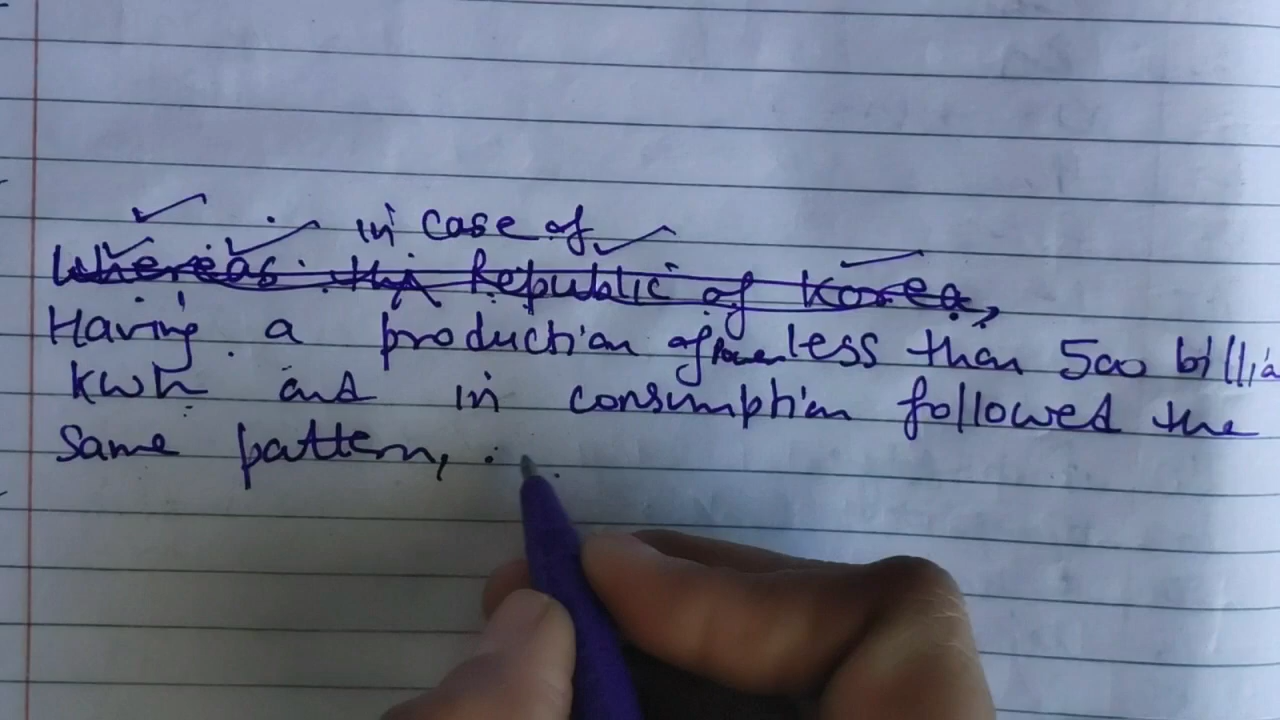 in case of
Whereas the Republic of Korea,
Having a production of power less than 500 billio
kwh and in consumption followed the
same pattern,